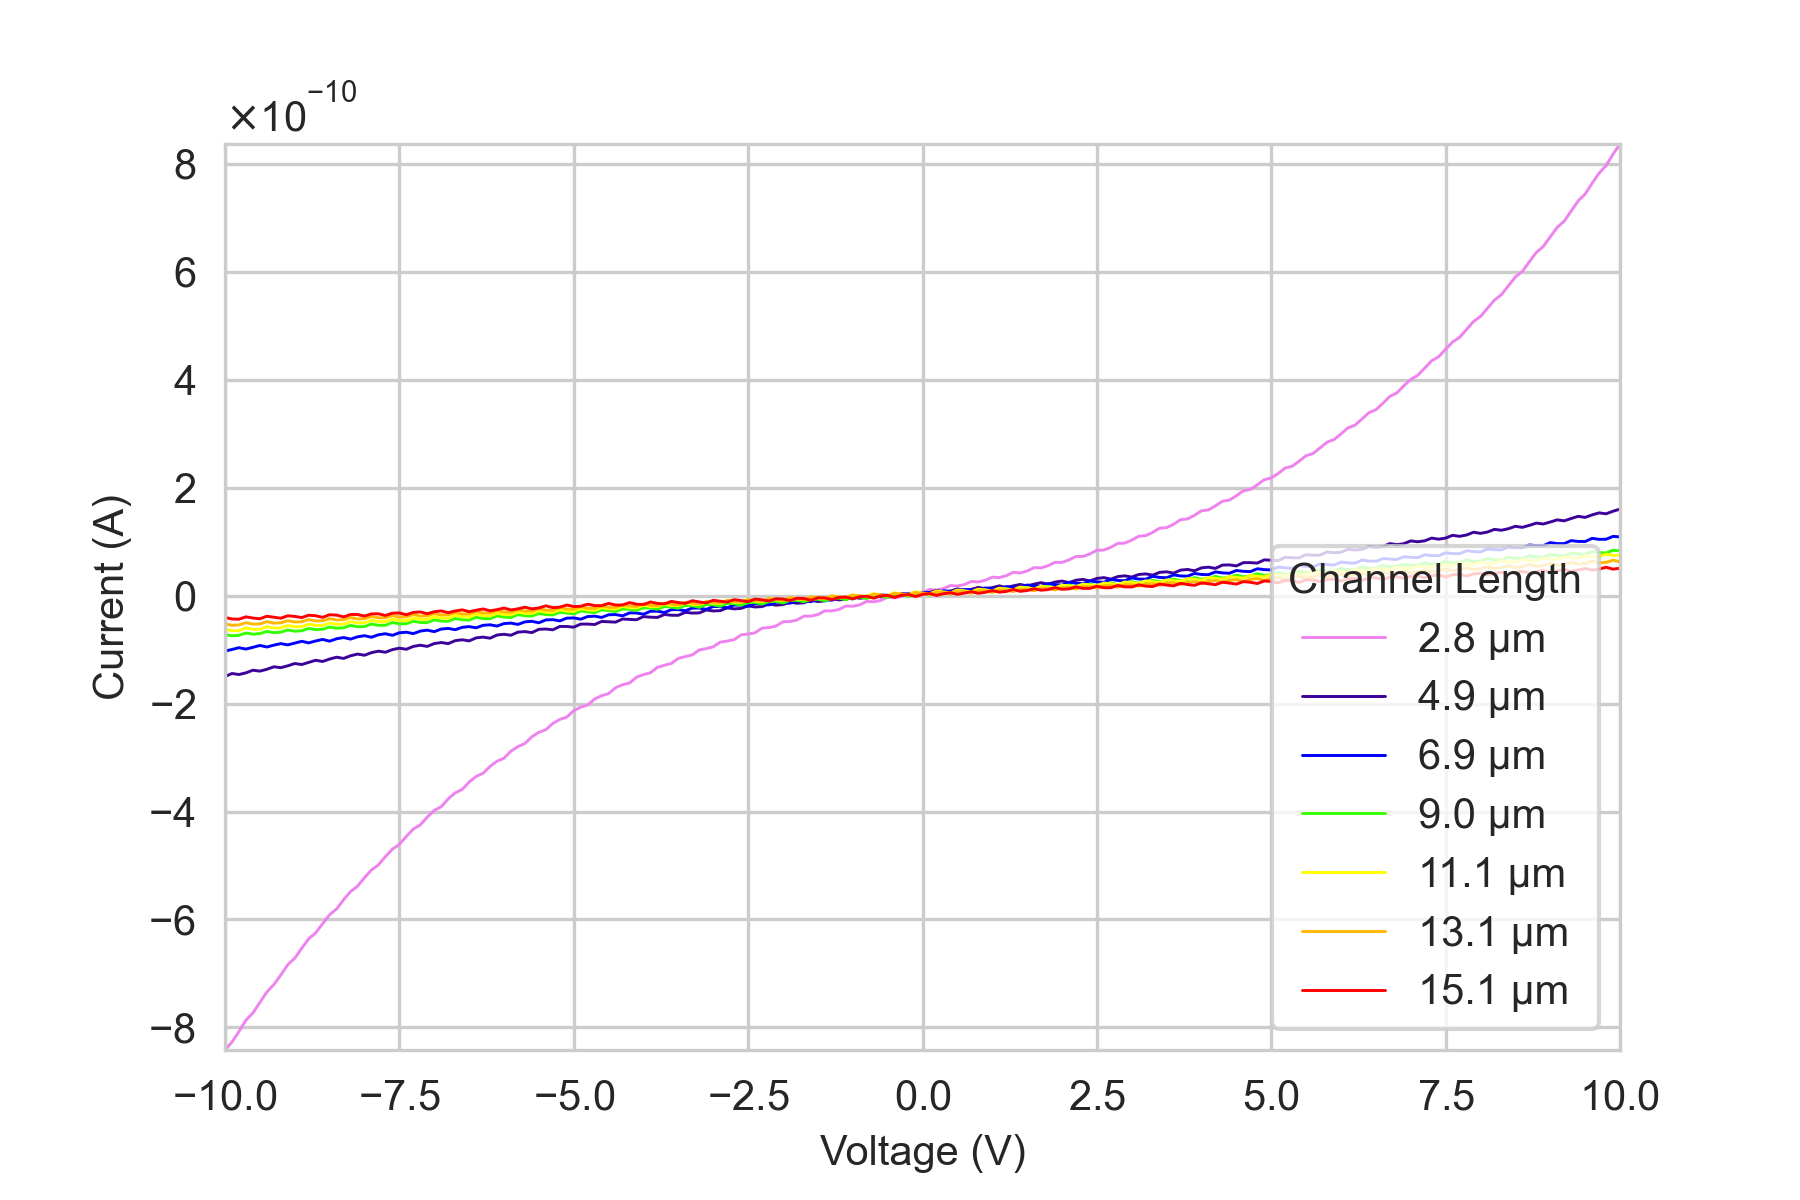 ×10⁻¹⁰
8
6
4
2
0
−2
−4
−6
−8
Current (A)
−10.0 −7.5 −5.0 −2.5 0.0 2.5 5.0 7.5 10.0
Voltage (V)
Channel Length
2.8 µm
4.9 µm
6.9 µm
9.0 µm
11.1 µm
13.1 µm
15.1 µm